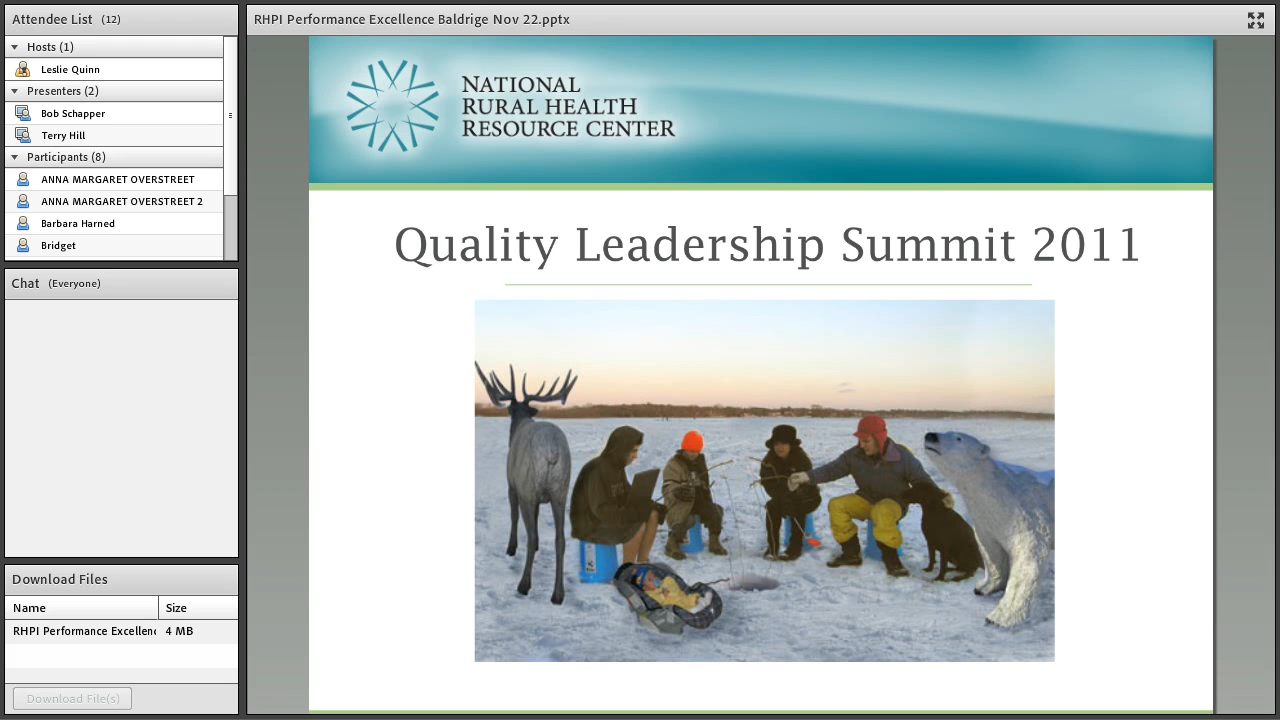 Attendee List (12)
Hosts (1)
Leslie Quinn
Presenters (2)
Bob Schapper
Terry Hill
Participants (8)
ANNA MARGARET OVERSTREET
ANNA MARGARET OVERSTREET 2
Barbara Harned
Bridget
Chat (Everyone)
Download Files
Name Size
RHPI Performance Excellenc 4 MB
Download File(s)
RHPI Performance Excellence Baldrige Nov 22.pptx
NATIONAL
RURAL HEALTH
RESOURCE CENTER
Quality Leadership Summit 2011